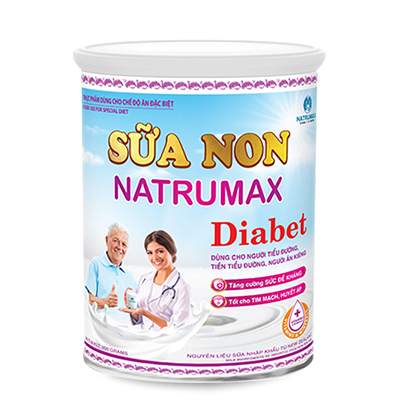 THỰC PHẨM DÙNG CHO CHẾ ĐỘ ĂN ĐẶC BIỆT
FOR SPECIAL DIET
NATRUMAX
SỮA NON
NATRUMAX
Diabet
DÙNG CHO NGƯỜI TIỂU ĐƯỜNG,
TIỀN TIỂU ĐƯỜNG, NGƯỜI ĂN KIÊNG
Tăng cường SỨC ĐỀ KHÁNG
Tốt cho TIM MẠCH, HUYẾT ÁP
GRAMS
NGUYÊN LIỆU SỮA NHẬP KHẨU TỪ NEW